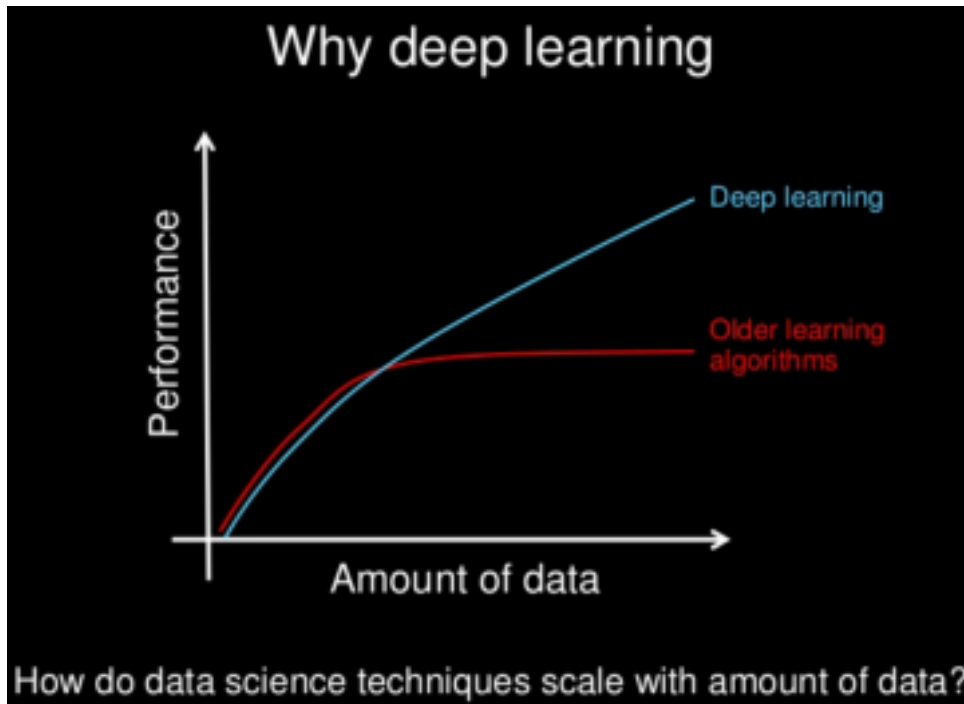 Why deep learning
Performance
Deep learning
Older learning
algorithms
Amount of data
How do data science techniques scale with amount of data?